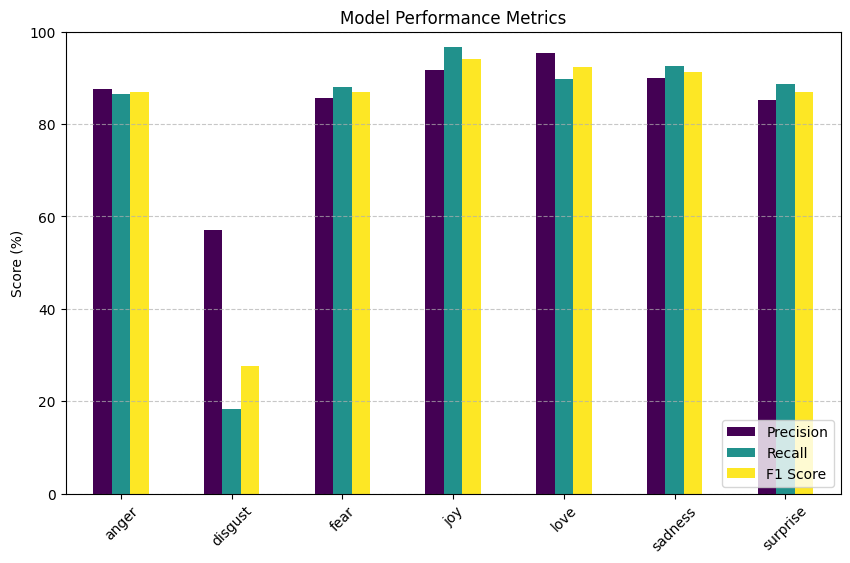 Model Performance Metrics
Score (%)
100
80
60
40
20
0
anger
disgust
fear
joy
love
sadness
surprise
Precision
Recall
F1 Score